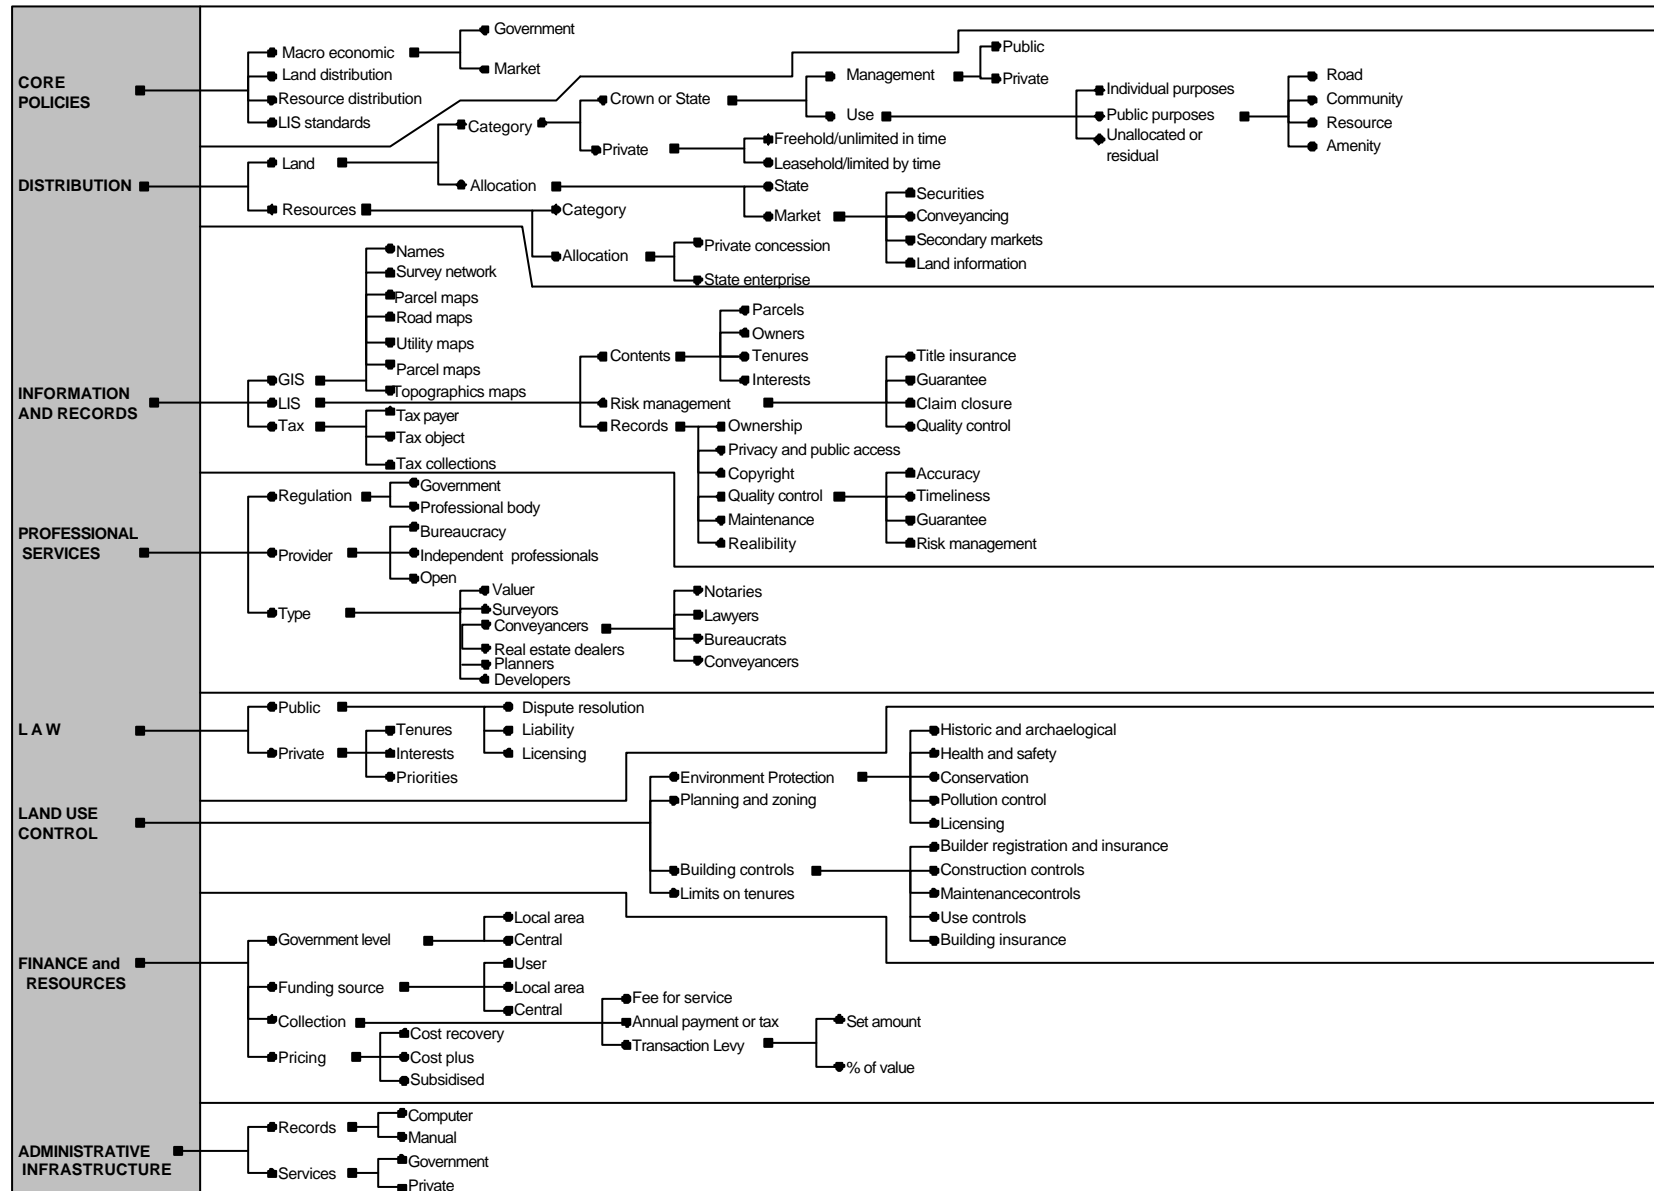 CORE
POLICIES
Macro economic
Government
Market
Land distribution
Resource distribution
LIS standards
DISTRIBUTION
Land
Category
Crown or State
Management
Public
Private
Use
Individual purposes
Public purposes
Unallocated or
residual
Road
Community
Resource
Amenity
Private
Freehold/unlimited in time
Leasehold/limited by time
Allocation
State
Market
Securities
Conveyancing
Secondary markets
Land information
Resources
Category
Allocation
Private concession
State enterprise
INFORMATION
AND RECORDS
GIS
Names
Survey network
Parcel maps
Road maps
Utility maps
Parcel maps
Topographics maps
LIS
Contents
Parcels
Owners
Tenures
Interests
Risk management
Title insurance
Guarantee
Claim closure
Quality control
Records
Ownership
Privacy and public access
Copyright
Quality control
Accuracy
Timeliness
Guarantee
Risk management
Maintenance
Realibility
Tax
Tax payer
Tax object
Tax collections
PROFESSIONAL
SERVICES
Regulation
Government
Professional body
Provider
Bureaucracy
Independent professionals
Open
Type
Valuer
Surveyors
Conveyancers
Notaries
Lawyers
Bureaucrats
Conveyancers
Real estate dealers
Planners
Developers
L A W
Public
Dispute resolution
Liability
Licensing
Private
Tenures
Interests
Priorities
LAND USE
CONTROL
Environment Protection
Historic and archaelogical
Health and safety
Conservation
Pollution control
Licensing
Planning and zoning
Building controls
Builder registration and insurance
Construction controls
Maintenancecontrols
Use controls
Building insurance
Limits on tenures
FINANCE and
RESOURCES
Government level
Local area
Central
Funding source
User
Local area
Central
Collection
Fee for service
Annual payment or tax
Transaction Levy
Set amount
% of value
Pricing
Cost recovery
Cost plus
Subsidised
ADMINISTRATIVE
INFRASTRUCTURE
Records
Computer
Manual
Services
Government
Private